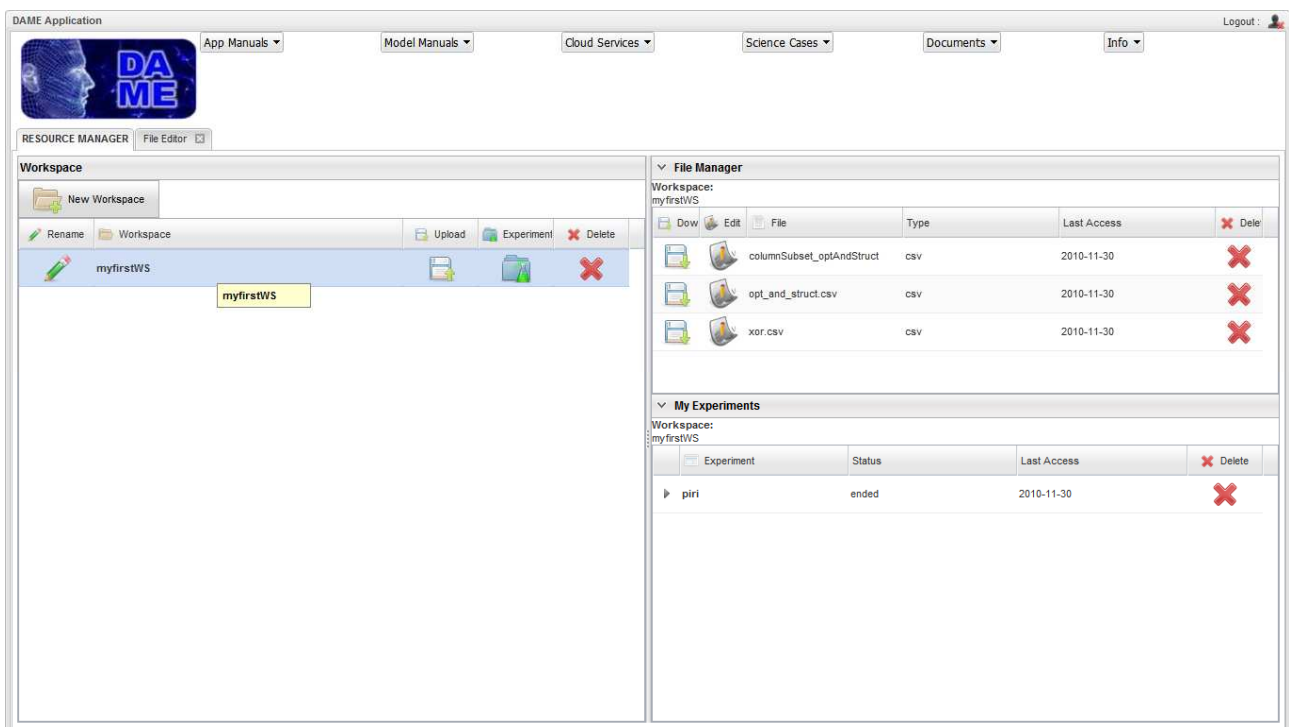 DAME Application
Logout :
DA
ME
App Manuals
Model Manuals
Cloud Services
Science Cases
Documents
Info
RESOURCE MANAGER
File Editor
Workspace
New Workspace
Rename Workspace Upload Experiment Delete
myfirstWS
myfirstWS
File Manager
Workspace:
myfirstWS
Dow Edit File Type Last Access Dele
columnSubset_optAndStruct csv 2010-11-30
opt_and_struct.csv csv 2010-11-30
xor.csv csv 2010-11-30
My Experiments
Workspace:
myfirstWS
Experiment Status Last Access Delete
piri ended 2010-11-30